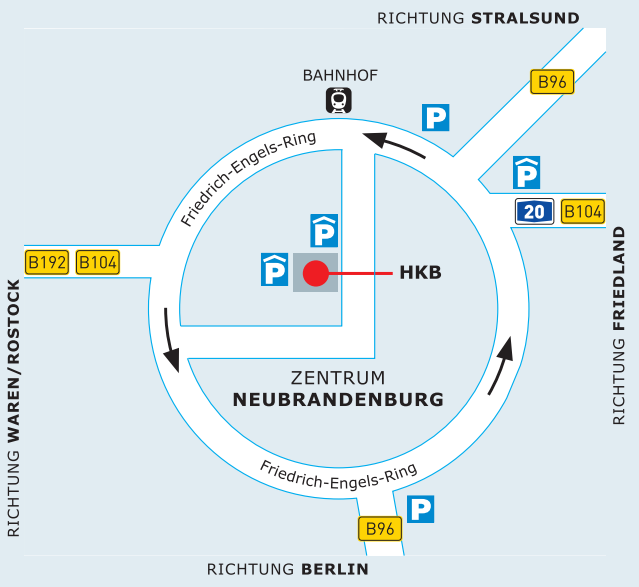 RICHTUNG STRALSUND
BAHNHOF
B96
P
P
Friedrich-Engels-Ring
20 B104
P
B192 B104
P
HKB
RICHTUNG WAREN/ROSTOCK
RICHTUNG FRIEDLAND
ZENTRUM
NEUBRANDENBURG
Friedrich-Engels-Ring
P
B96
RICHTUNG BERLIN